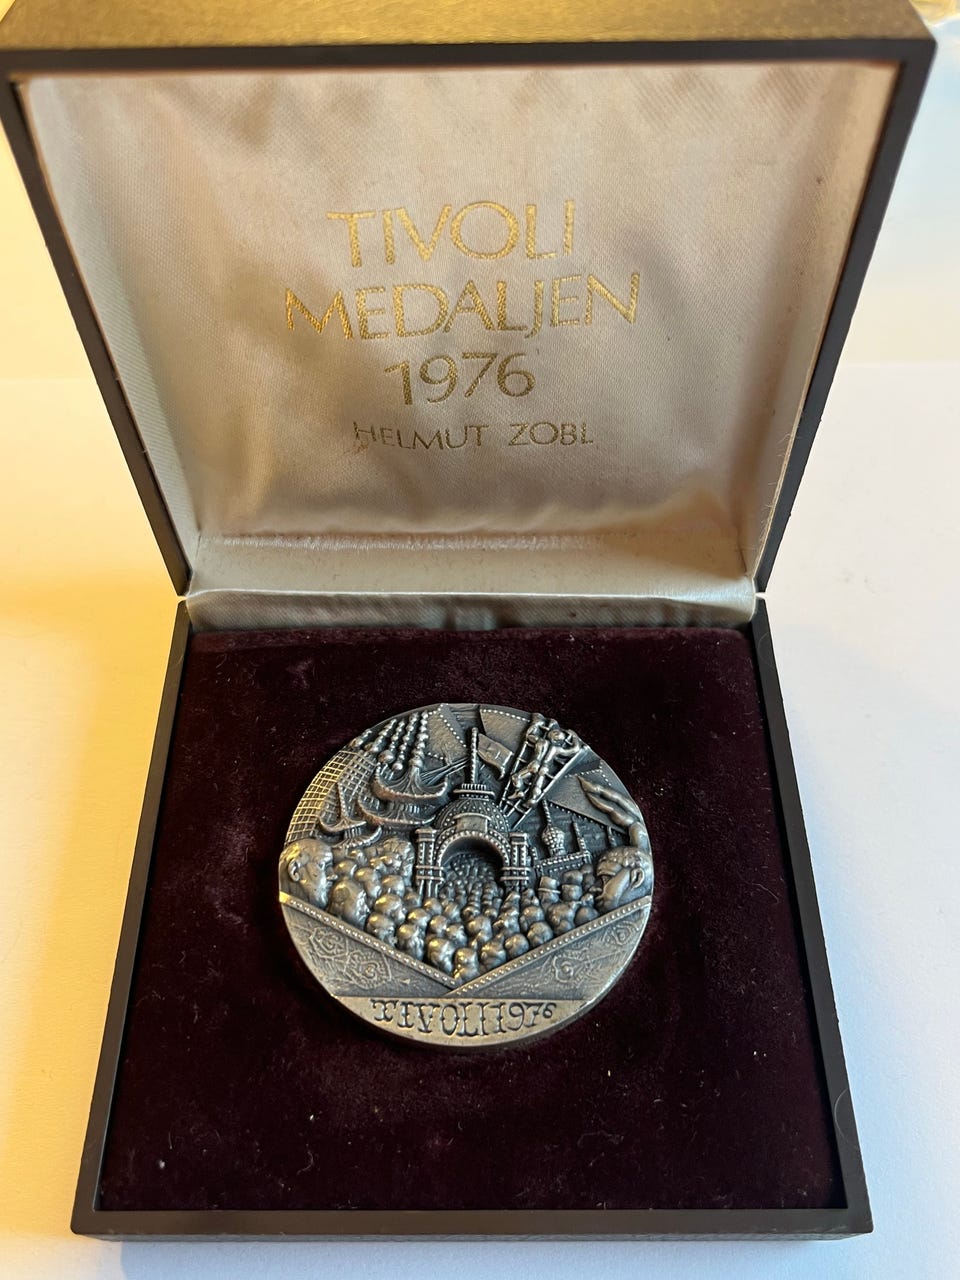 TIVOLI
MEDALJEN
1976
HELMUT ZOBL
TIVOLI 1976